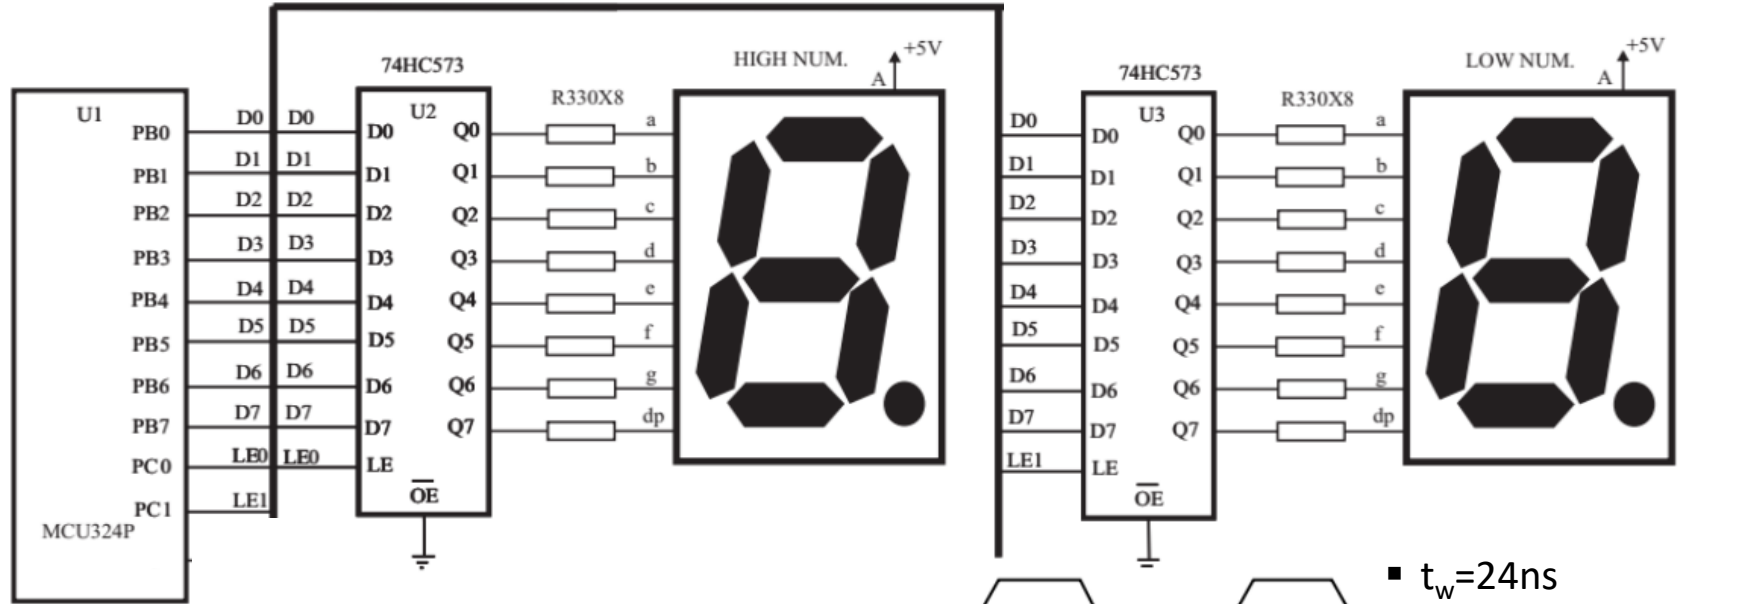 U1
PB0
PB1
PB2
PB3
PB4
PB5
PB6
PB7
PC0
PC1
MCU324P
D0 D0
D1 D1
D2 D2
D3 D3
D4 D4
D5 D5
D6 D6
D7 D7
LE0 LE0
LE1
74HC573
U2
D0 Q0
D1 Q1
D2 Q2
D3 Q3
D4 Q4
D5 Q5
D6 Q6
D7 Q7
LE
OE
R330X8
a
b
c
d
e
f
g
dp
HIGH NUM.
A
+5V
D0
D1
D2
D3
D4
D5
D6
D7
LE1
74HC573
U3
D0 Q0
D1 Q1
D2 Q2
D3 Q3
D4 Q4
D5 Q5
D6 Q6
D7 Q7
LE
OE
R330X8
a
b
c
d
e
f
g
dp
LOW NUM.
A
+5V
▪ tw=24ns